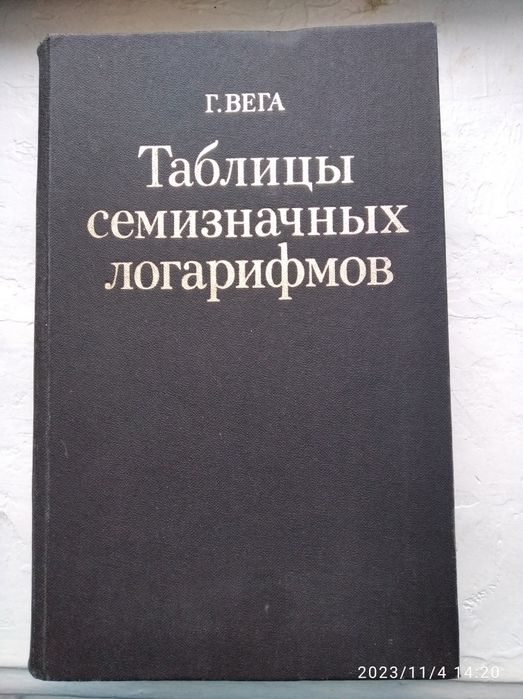 Г. ВЕГА
Таблицы
семизначных
логарифмов
2023/11/4 14:20